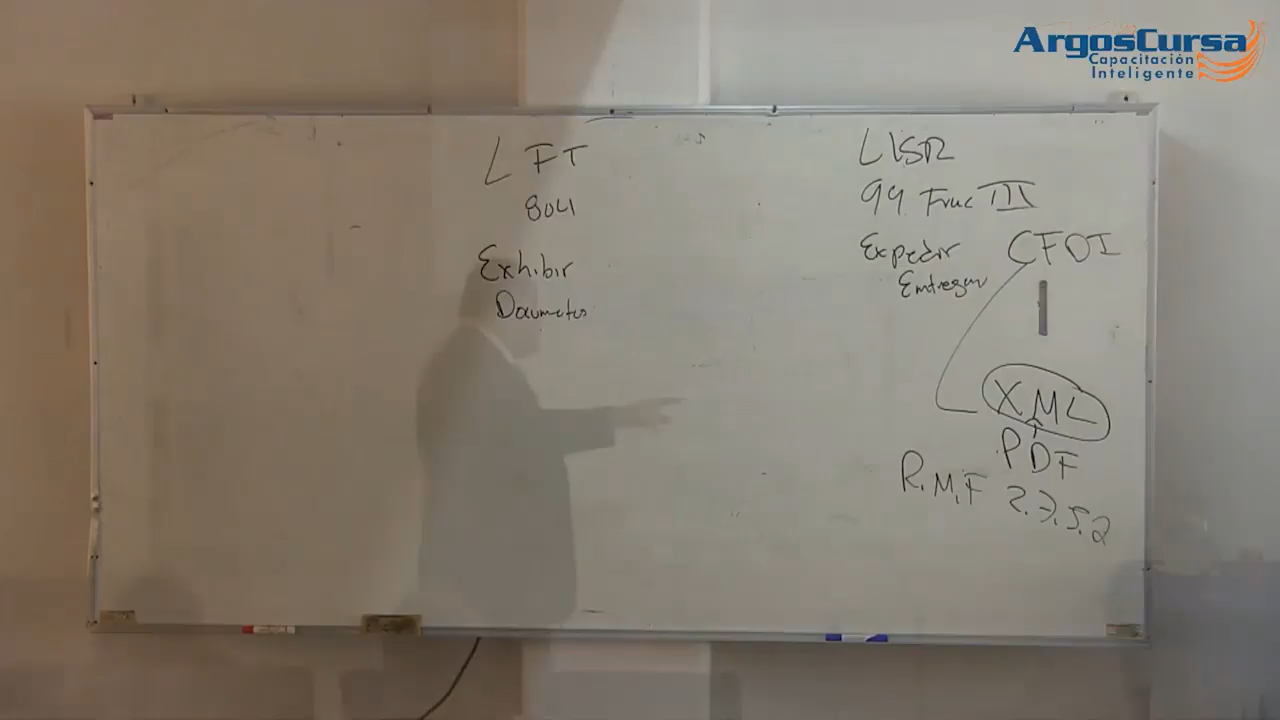 ArgosCursa
Capacitación
Inteligente
LFT
804
Exhibir
Documetos
LISR
99 Frac III
Expedir CFDI
Entregar
XML
PDF
R.M.F 2.7.5.2